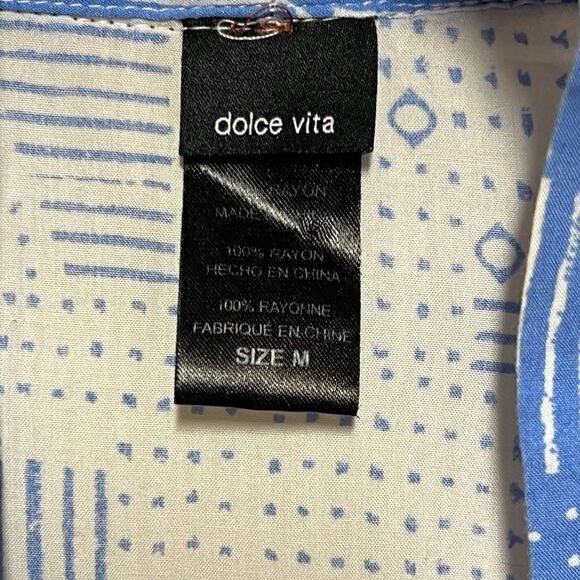 dolce vita
RAYON
MADE
100% RAYON
HECHO EN CHINA
100% RAYONNE
FABRIQUÉ EN CHINE
SIZE M